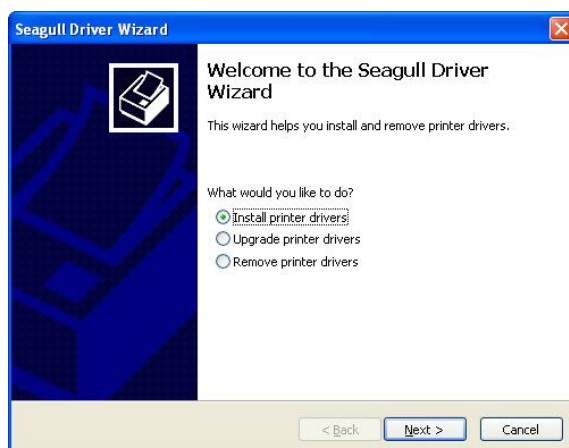 Seagull Driver Wizard
Welcome to the Seagull Driver
Wizard
This wizard helps you install and remove printer drivers.
What would you like to do?
Install printer drivers
Upgrade printer drivers
Remove printer drivers
< Back Next > Cancel